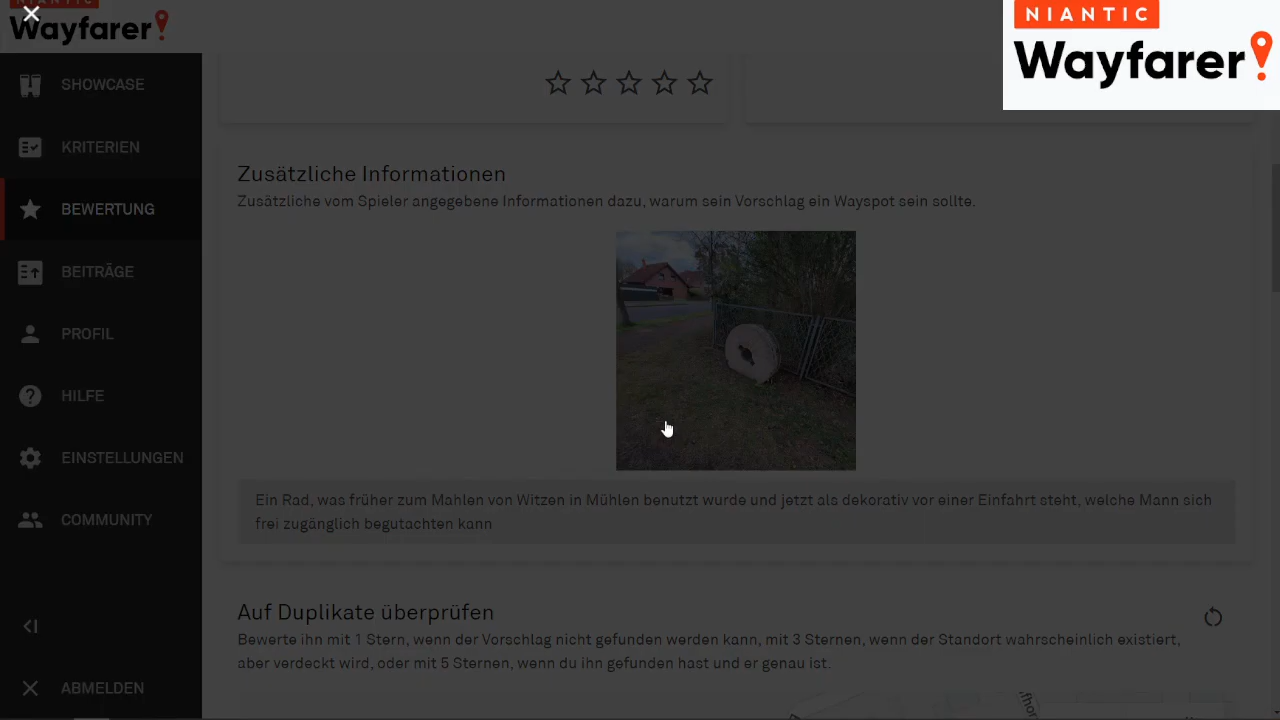 Wayfarer!
NIANTIC
Wayfarer!
SHOWCASE
KRITERIEN
BEWERTUNG
BEITRÄGE
PROFIL
HILFE
EINSTELLUNGEN
COMMUNITY
ABMELDEN
Zusätzliche Informationen
Zusätzliche vom Spieler angegebene Informationen dazu, warum sein Vorschlag ein Wayspot sein sollte.
Ein Rad, was früher zum Mahlen von Witzen in Mühlen benutzt wurde und jetzt als dekorativ vor einer Einfahrt steht, welche Mann sich
frei zugänglich begutachten kann
Auf Duplikate überprüfen
Bewerte ihn mit 1 Stern, wenn der Vorschlag nicht gefunden werden kann, mit 3 Sternen, wenn der Standort wahrscheinlich existiert,
aber verdeckt wird, oder mit 5 Sternen, wenn du ihn gefunden hast und er genau ist.